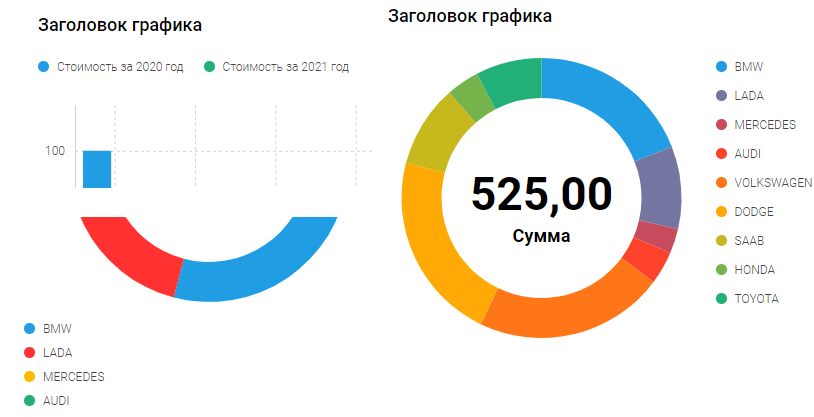 Заголовок графика
Стоимость за 2020 год
Стоимость за 2021 год
100
BMW
LADA
MERCEDES
AUDI
Заголовок графика
525,00
Сумма
BMW
LADA
MERCEDES
AUDI
VOLKSWAGEN
DODGE
SAAB
HONDA
TOYOTA